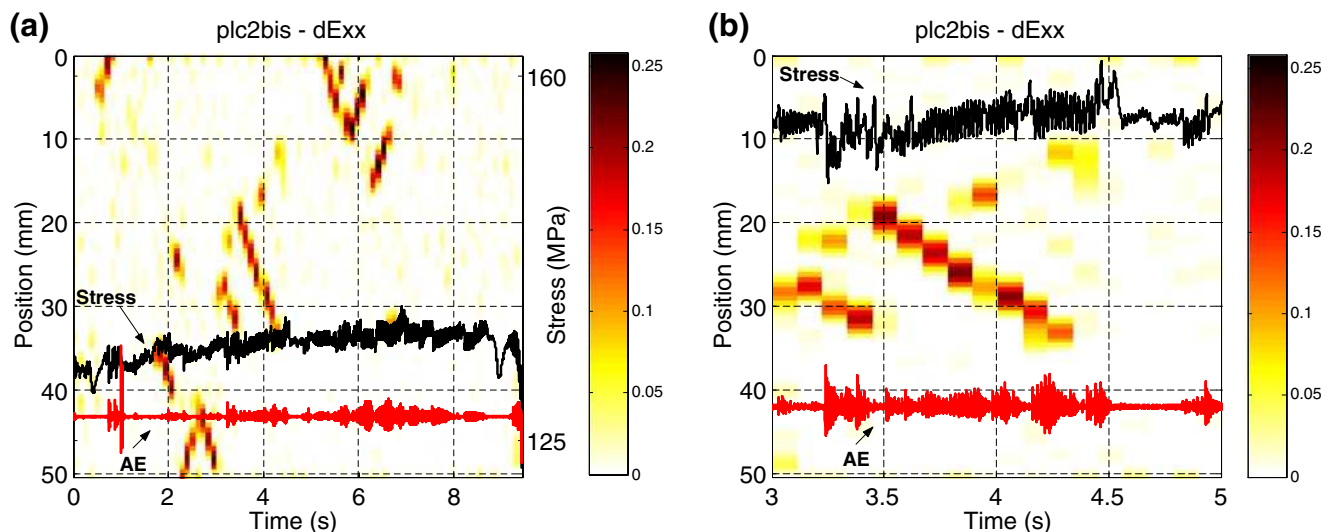 (a)
plc2bis - dExx
0
10
20
30
40
50
Position (mm)
0
2
4
6
8
Time (s)
Stress
AE
160
125
Stress (MPa)
0.25
0.2
0.15
0.1
0.05
0
(b)
plc2bis - dExx
0
10
20
30
40
50
Position (mm)
3
3.5
4
4.5
5
Time (s)
Stress
AE
0.25
0.2
0.15
0.1
0.05
0